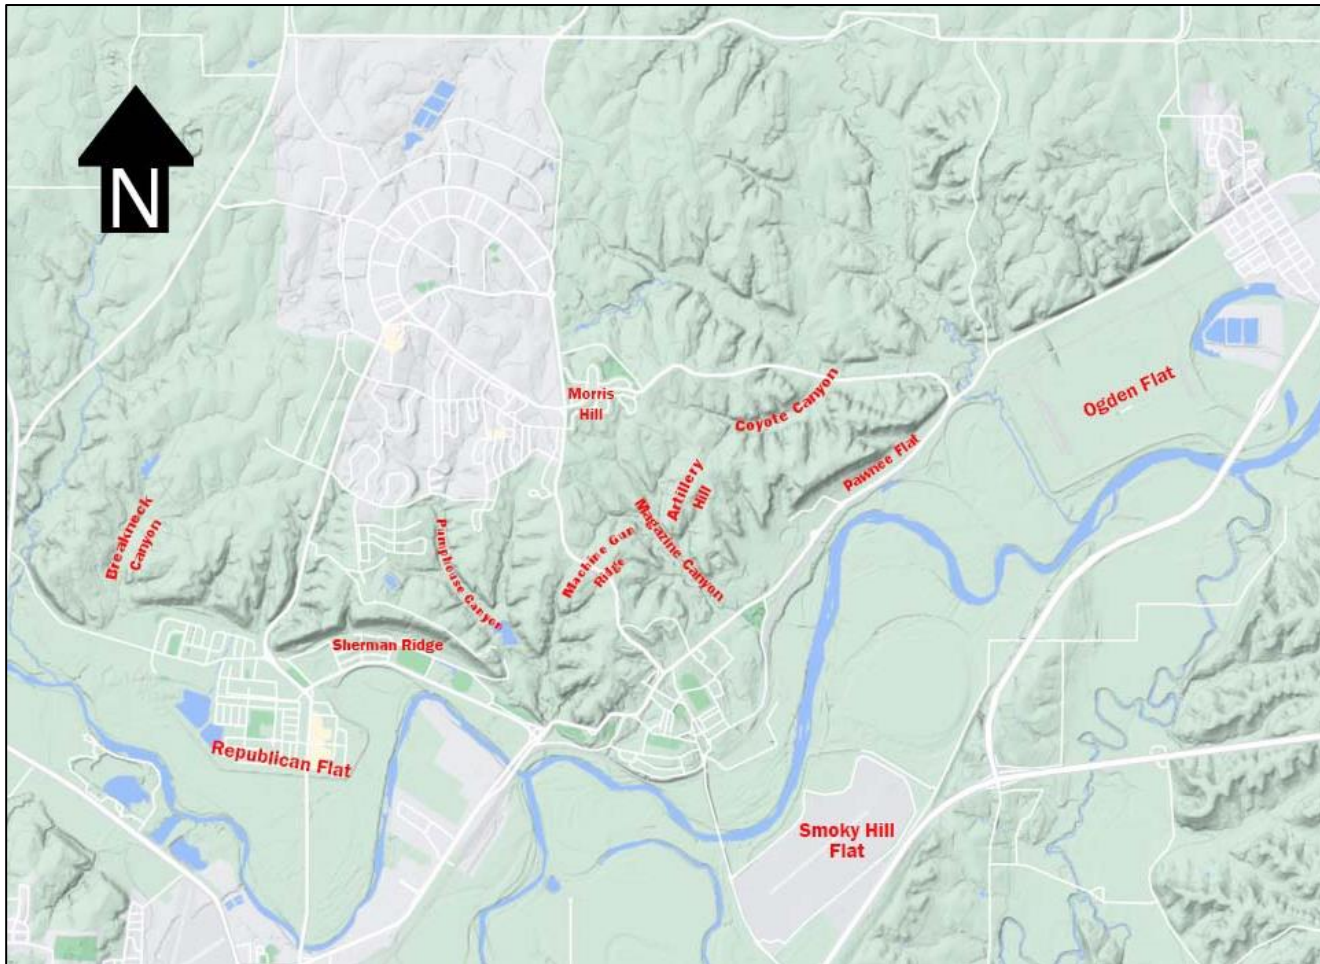 N
Morris
Hill
Coyote Canyon
Ogden Flat
Pawnee Flat
Artillery
Hill
Magazine Canyon
Machine Gun
Ridge
Breakneck
Canyon
Pumphouse Canyon
Sherman Ridge
Republican Flat
Smoky Hill
Flat